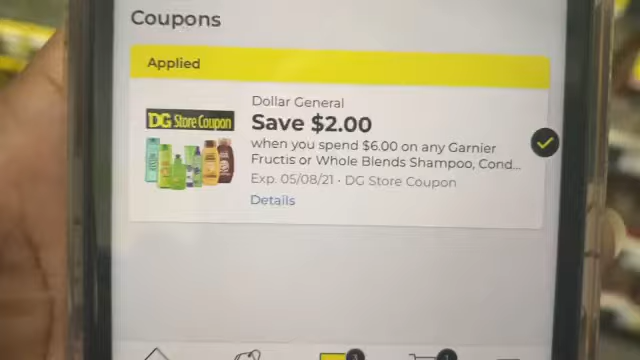 Coupons
Applied
Dollar General
DG Store Coupon
Save $2.00
when you spend $6.00 on any Garnier
Fructis or Whole Blends Shampoo, Cond...
Exp. 05/08/21 · DG Store Coupon
Details